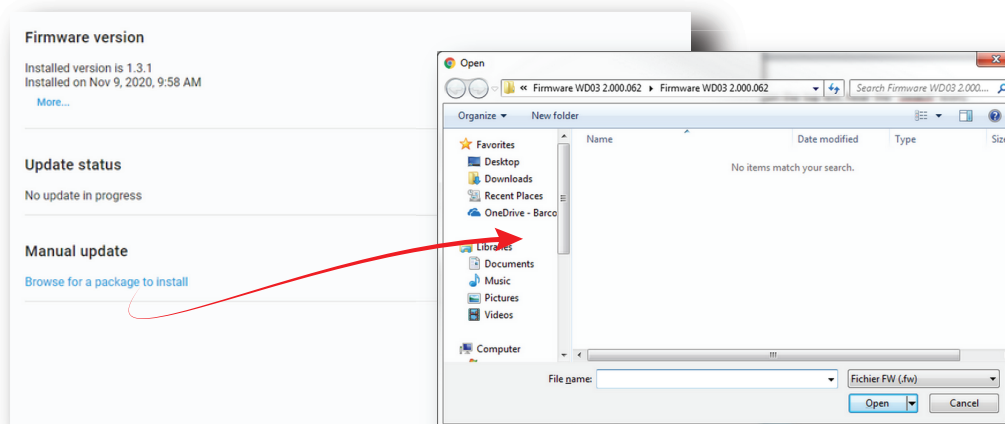 Firmware version
Installed version is 1.3.1
Installed on Nov 9, 2020, 9:58 AM
More...
Update status
No update in progress
Manual update
Browse for a package to install
Open
« Firmware WD03 2.000.062 ▸ Firmware WD03 2.000.062
Search Firmware WD03 2.000....
Organize
New folder
Favorites
Desktop
Downloads
Recent Places
OneDrive - Barco
Libraries
Documents
Music
Pictures
Videos
Computer
Name
Date modified
Type
Size
No items match your search.
File name:
Fichier FW (.fw)
Open
Cancel